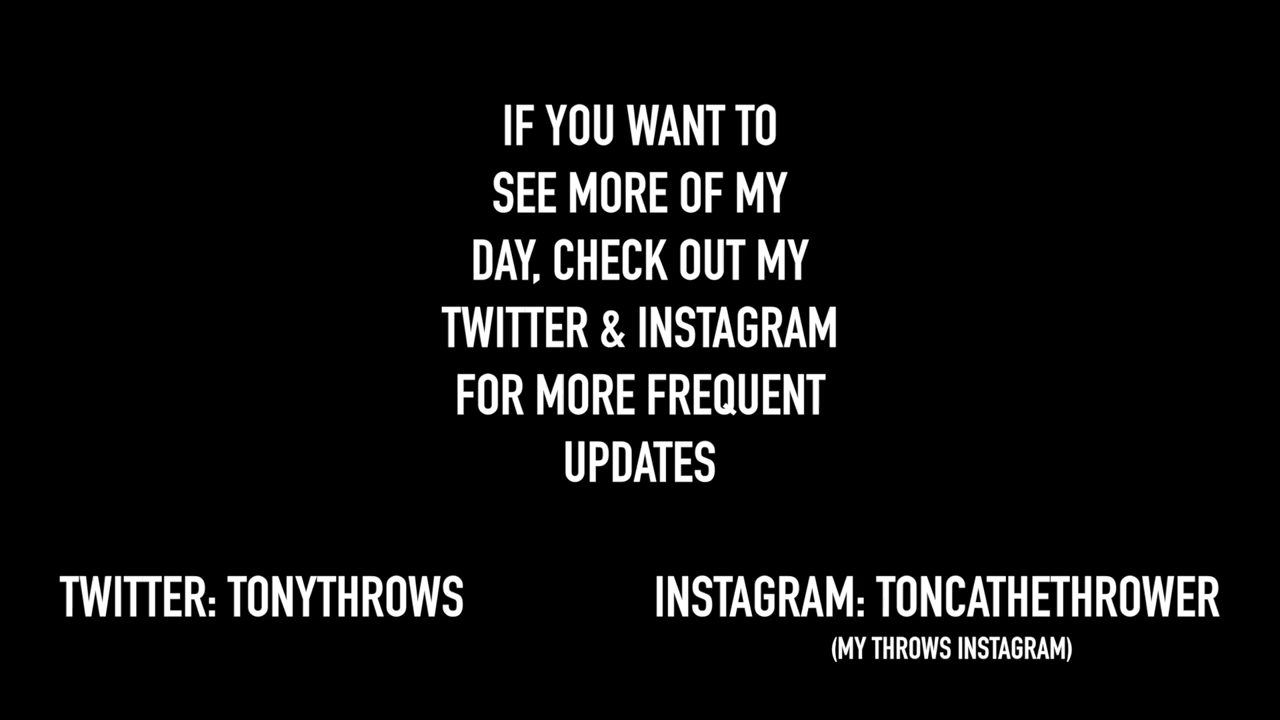 IF YOU WANT TO
SEE MORE OF MY
DAY, CHECK OUT MY
TWITTER & INSTAGRAM
FOR MORE FREQUENT
UPDATES
TWITTER: TONYTHROWS
INSTAGRAM: TONCATHETHROWER
(MY THROWS INSTAGRAM)